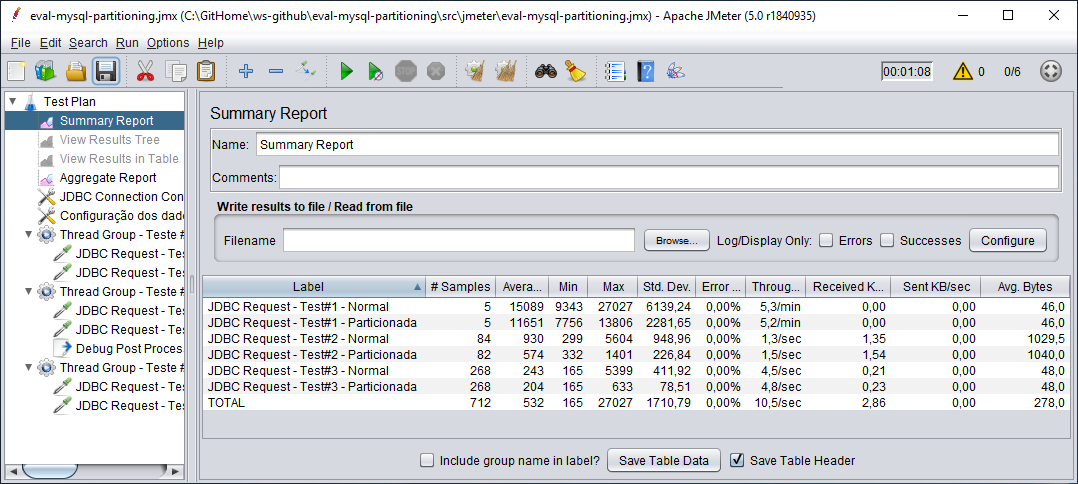 eval-mysql-partitioning.jmx (C:\GitHome\ws-github\eval-mysql-partitioning\src\jmeter\eval-mysql-partitioning.jmx) - Apache JMeter (5.0 r1840935)
File Edit Search Run Options Help
00:01:08 0 0/6
Test Plan
Summary Report
View Results Tree
View Results in Table
Aggregate Report
JDBC Connection Con
Configuração dos dad
Thread Group - Teste #
JDBC Request - Tes
JDBC Request - Tes
Thread Group - Teste #
JDBC Request - Tes
JDBC Request - Tes
Debug Post Process
Thread Group - Teste #
JDBC Request - Tes
JDBC Request - Tes
Summary Report
Name: Summary Report
Comments:
Write results to file / Read from file
Filename Browse... Log/Display Only: Errors Successes Configure
Label # Samples Avera... Min Max Std. Dev. Error ... Throug... Received K... Sent KB/sec Avg. Bytes
JDBC Request - Test#1 - Normal 5 15089 9343 27027 6139,24 0,00% 5,3/min 0,00 0,00 46,0
JDBC Request - Test#1 - Particionada 5 11651 7756 13806 2281,65 0,00% 5,2/min 0,00 0,00 46,0
JDBC Request - Test#2 - Normal 84 930 299 5604 948,96 0,00% 1,3/sec 1,35 0,00 1029,5
JDBC Request - Test#2 - Particionada 82 574 332 1401 226,84 0,00% 1,5/sec 1,54 0,00 1040,0
JDBC Request - Test#3 - Normal 268 243 165 5399 411,92 0,00% 4,5/sec 0,21 0,00 48,0
JDBC Request - Test#3 - Particionada 268 204 165 633 78,51 0,00% 4,8/sec 0,23 0,00 48,0
TOTAL 712 532 165 27027 1710,79 0,00% 10,5/sec 2,86 0,00 278,0
Include group name in label? Save Table Data Save Table Header